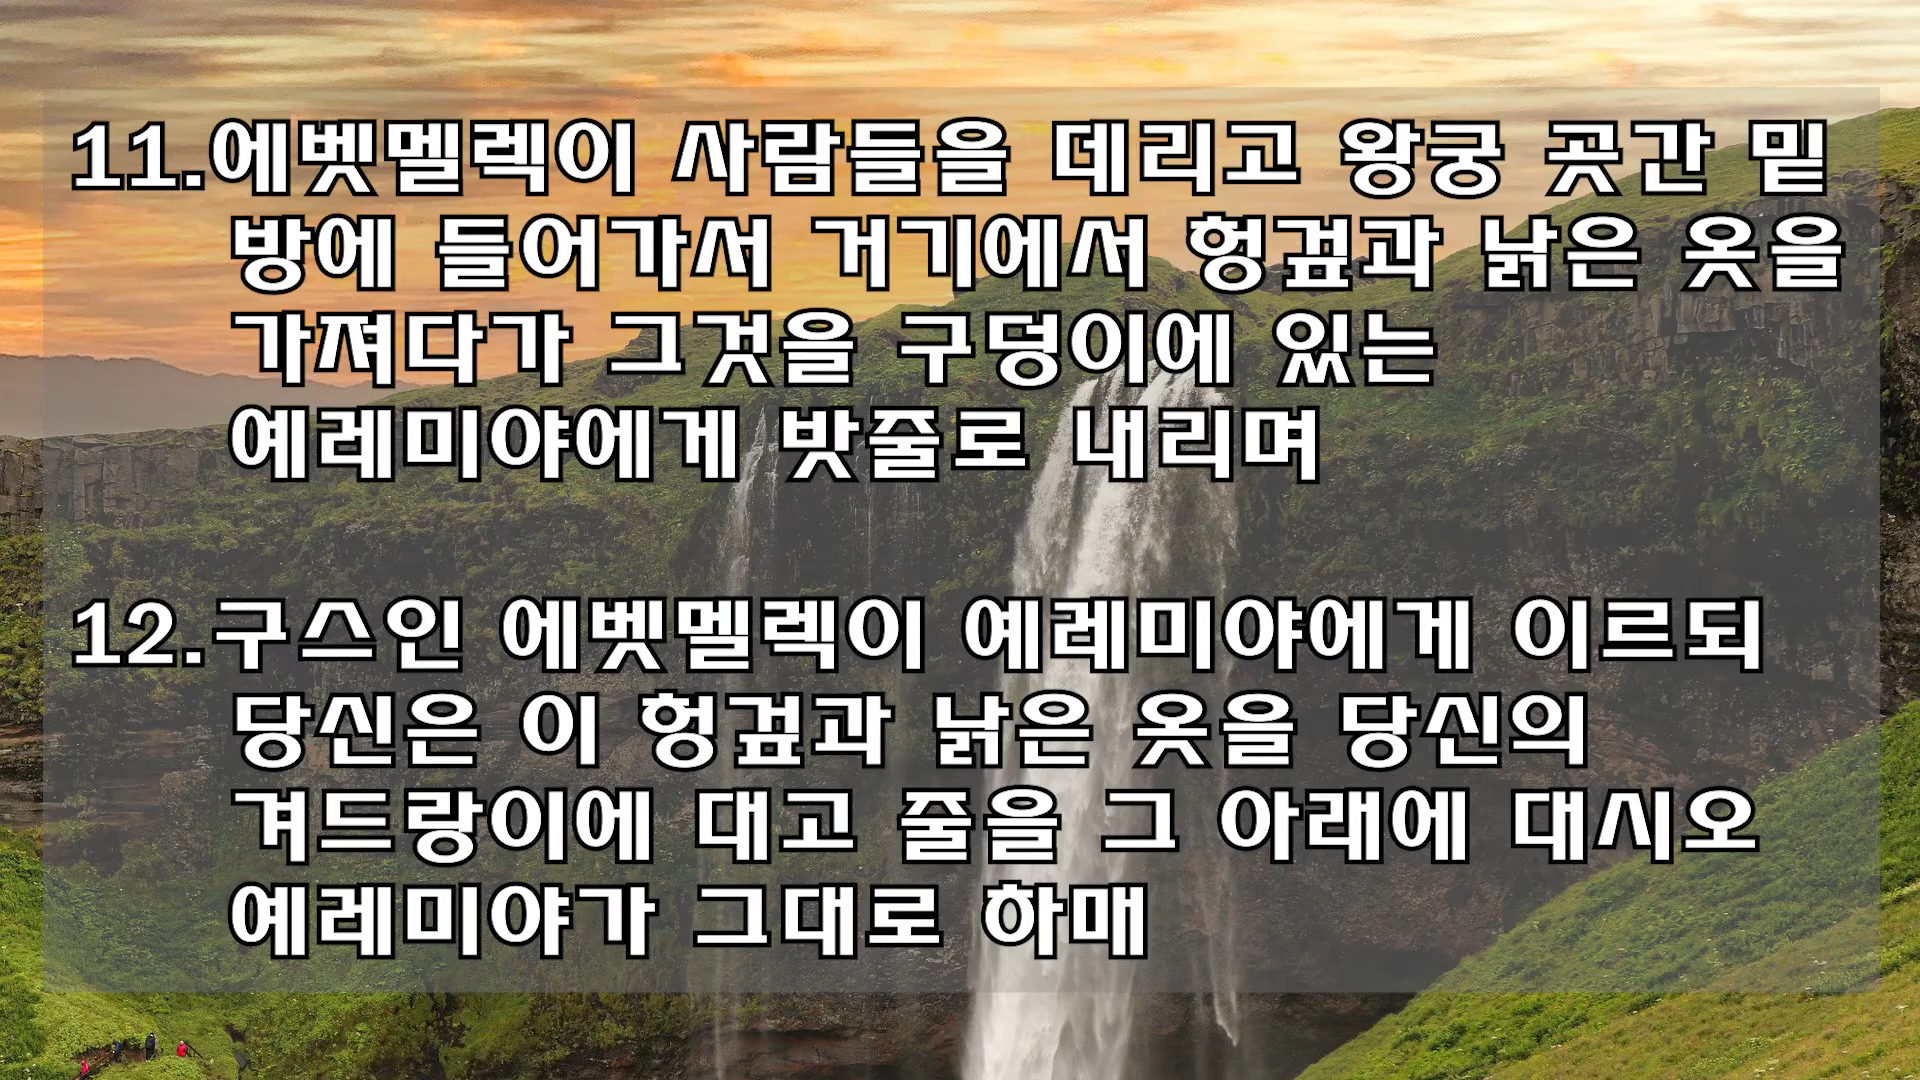 11.에벳멜렉이 사람들을 데리고 왕궁 곳간 밑
방에 들어가서 거기에서 헝겊과 낡은 옷을
가져다가 그것을 구덩이에 있는
예레미야에게 밧줄로 내리며
12.구스인 에벳멜렉이 예레미야에게 이르되
당신은 이 헝겊과 낡은 옷을 당신의
겨드랑이에 대고 줄을 그 아래에 대시오
예레미야가 그대로 하매